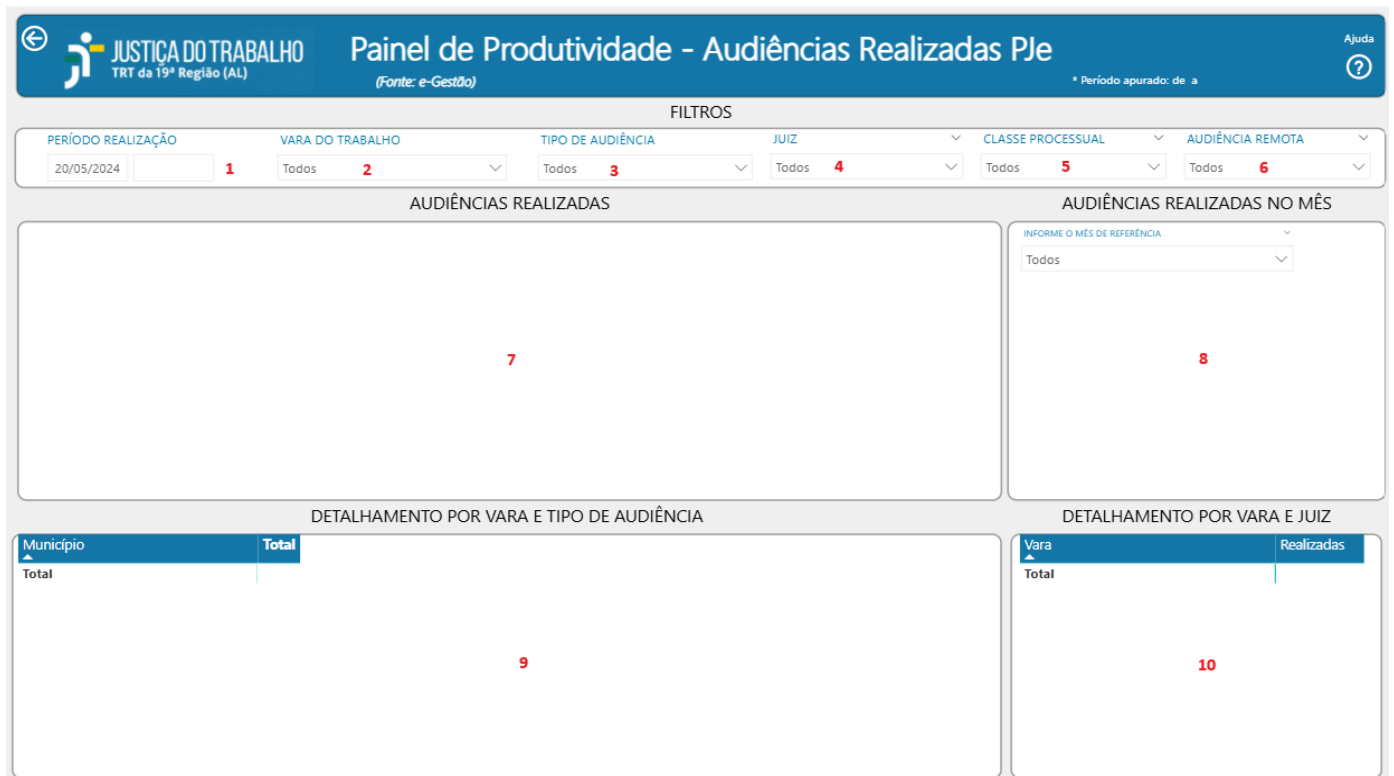 JUSTIÇA DO TRABALHO
TRT da 19ª Região (AL)
Painel de Produtividade - Audiências Realizadas PJe
(Fonte: e-Gestão)
* Período apurado: de a
Ajuda
?
FILTROS
PERÍODO REALIZAÇÃO
20/05/2024
1
VARA DO TRABALHO
Todos
2
TIPO DE AUDIÊNCIA
Todos
3
JUIZ
Todos
4
CLASSE PROCESSUAL
Todos
5
AUDIÊNCIA REMOTA
Todos
6
AUDIÊNCIAS REALIZADAS
7
AUDIÊNCIAS REALIZADAS NO MÊS
INFORME O MÊS DE REFERÊNCIA
Todos
8
DETALHAMENTO POR VARA E TIPO DE AUDIÊNCIA
Município Total
Total
9
DETALHAMENTO POR VARA E JUIZ
Vara Realizadas
Total
10